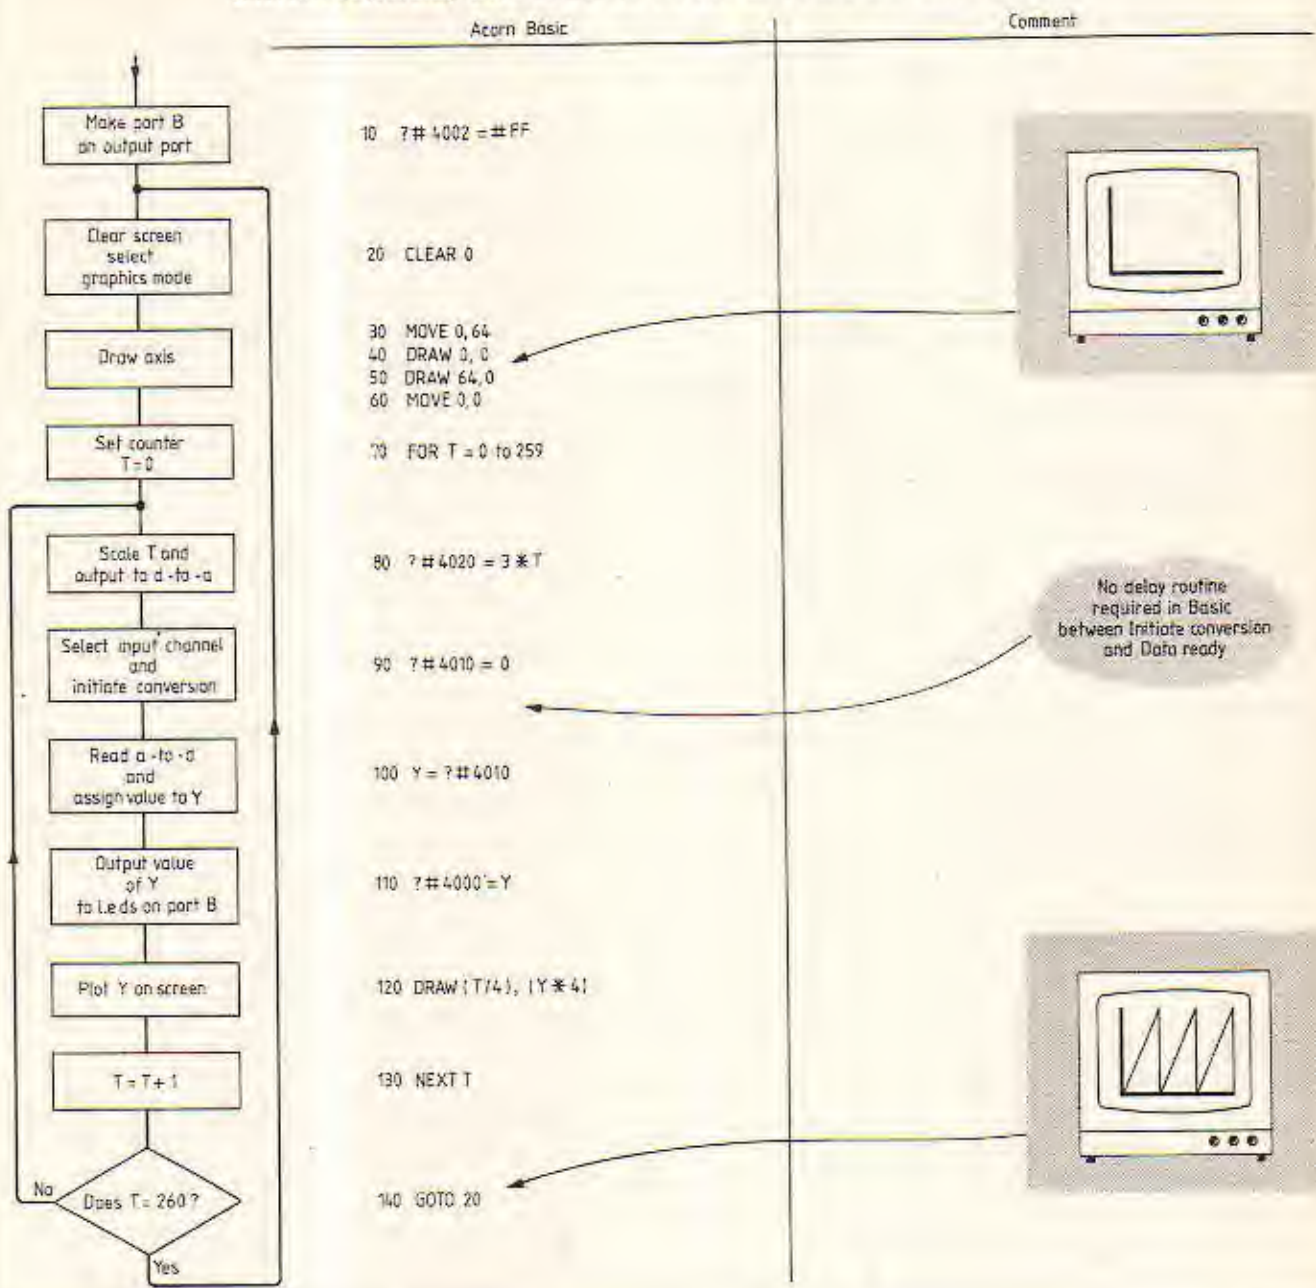 Acorn Basic
Comment
Make port B
an output port
10 ?# 4002 = # FF
Clear screen
select
graphics mode
20 CLEAR 0
Draw axis
30 MOVE 0,64
40 DRAW 0, 0
50 DRAW 64,0
60 MOVE 0,0
Set counter
T = 0
70 FOR T = 0 to 259
Scale T and
output to d-to-a
80 ?# 4020 = 3 * T
No delay routine
required in Basic
between Initiate conversion
and Data ready
Select input channel
and
initiate conversion
90 ?# 4010 = 0
Read a-to-d
and
assign value to Y
100 Y = ?# 4010
Output value
of Y
to l.e.ds on port B
110 ?# 4000 = Y
Plot Y on screen
120 DRAW (T/4), (Y * 4)
T = T + 1
130 NEXT T
Does T = 260 ?
No
Yes
140 GOTO 20